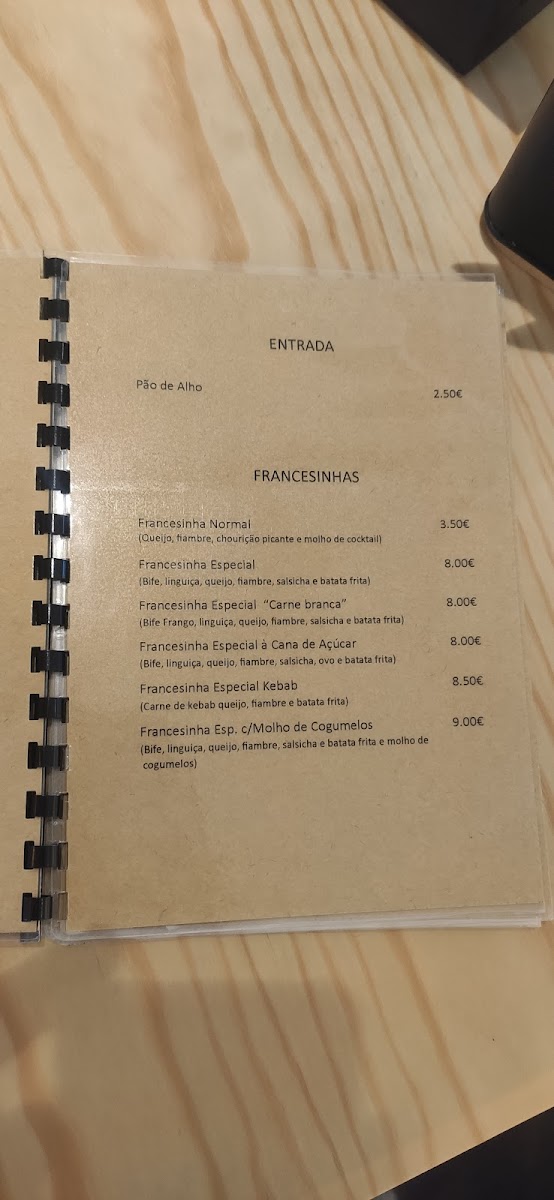 ENTRADA
Pão de Alho 2.50€
FRANCESINHAS
Francesinha Normal 3.50€
(Queijo, fiambre, chourição picante e molho de cocktail)
Francesinha Especial 8.00€
(Bife, linguiça, queijo, fiambre, salsicha e batata frita)
Francesinha Especial “Carne branca” 8.00€
(Bife Frango, linguiça, queijo, fiambre, salsicha e batata frita)
Francesinha Especial à Cana de Açúcar 8.00€
(Bife, linguiça, queijo, fiambre, salsicha, ovo e batata frita)
Francesinha Especial Kebab 8.50€
(Carne de kebab queijo, fiambre e batata frita)
Francesinha Esp. c/Molho de Cogumelos 9.00€
(Bife, linguiça, queijo, fiambre, salsicha e batata frita e molho de
cogumelos)